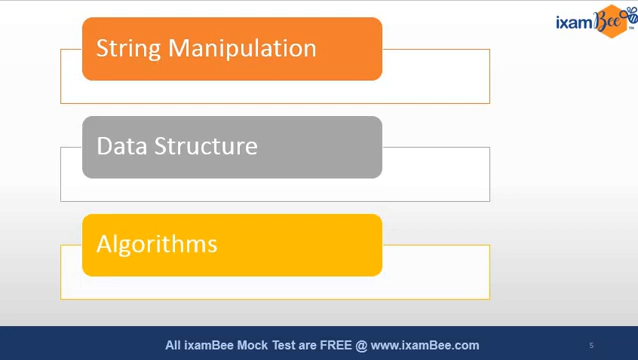 ixamBee
String Manipulation
Data Structure
Algorithms
All ixamBee Mock Test are FREE @ www.ixamBee.com
5